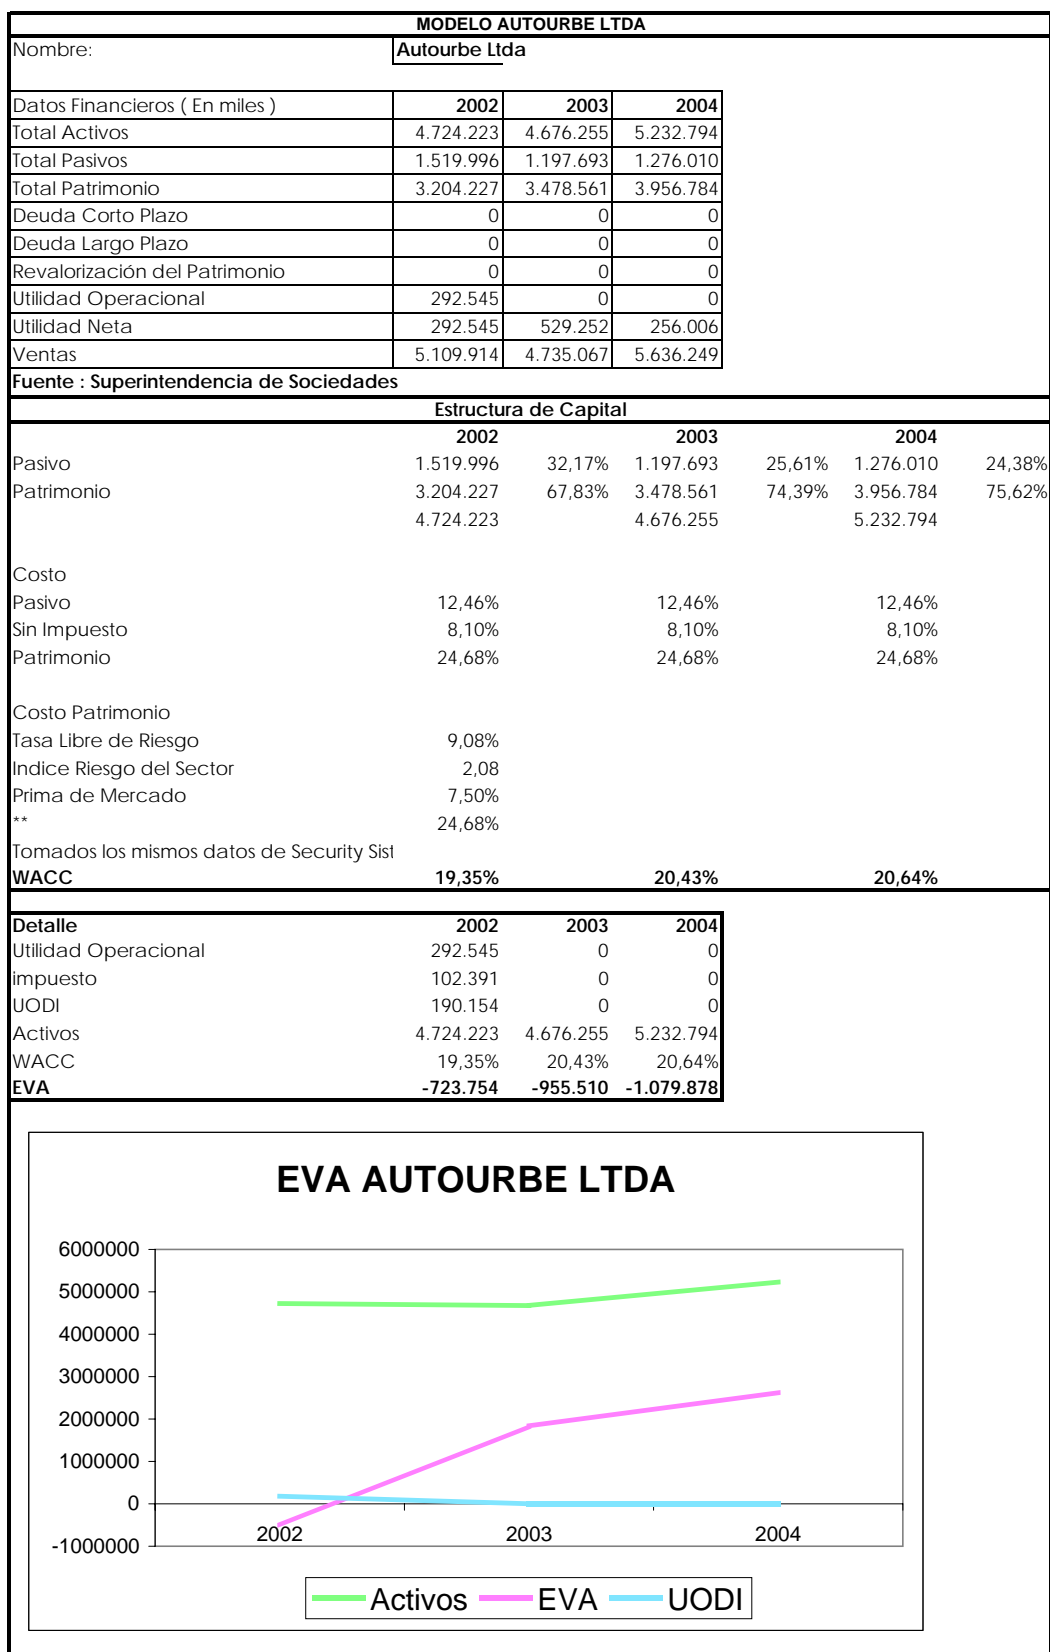 MODELO AUTOURBE LTDA
Nombre: Autourbe Ltda
Datos Financieros ( En miles ) 2002 2003 2004
Total Activos 4.724.223 4.676.255 5.232.794
Total Pasivos 1.519.996 1.197.693 1.276.010
Total Patrimonio 3.204.227 3.478.561 3.956.784
Deuda Corto Plazo 0 0 0
Deuda Largo Plazo 0 0 0
Revalorización del Patrimonio 0 0 0
Utilidad Operacional 292.545 0 0
Utilidad Neta 292.545 529.252 256.006
Ventas 5.109.914 4.735.067 5.636.249
Fuente : Superintendencia de Sociedades
Estructura de Capital
2002 2003 2004
Pasivo 1.519.996 32,17% 1.197.693 25,61% 1.276.010 24,38%
Patrimonio 3.204.227 67,83% 3.478.561 74,39% 3.956.784 75,62%
4.724.223 4.676.255 5.232.794
Costo
Pasivo 12,46% 12,46% 12,46%
Sin Impuesto 8,10% 8,10% 8,10%
Patrimonio 24,68% 24,68% 24,68%
Costo Patrimonio
Tasa Libre de Riesgo 9,08%
Indice Riesgo del Sector 2,08
Prima de Mercado 7,50%
** 24,68%
Tomados los mismos datos de Security Sist
WACC 19,35% 20,43% 20,64%
Detalle 2002 2003 2004
Utilidad Operacional 292.545 0 0
impuesto 102.391 0 0
UODI 190.154 0 0
Activos 4.724.223 4.676.255 5.232.794
WACC 19,35% 20,43% 20,64%
EVA -723.754 -955.510 -1.079.878
EVA AUTOURBE LTDA
6000000
5000000
4000000
3000000
2000000
1000000
0
-1000000
2002 2003 2004
Activos EVA UODI